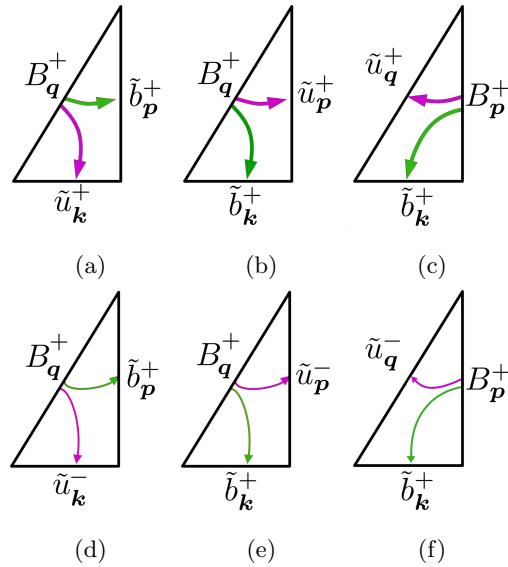 B_q^+ b̃_p^+ B_q^+ ũ_p^+ ũ_q^+ B_p^+
ũ_k^+ b̃_k^+ b̃_k^+
(a) (b) (c)
B_q^+ b̃_p^+ B_q^+ ũ_p^- ũ_q^- B_p^+
ũ_k^- b̃_k^+ b̃_k^+
(d) (e) (f)